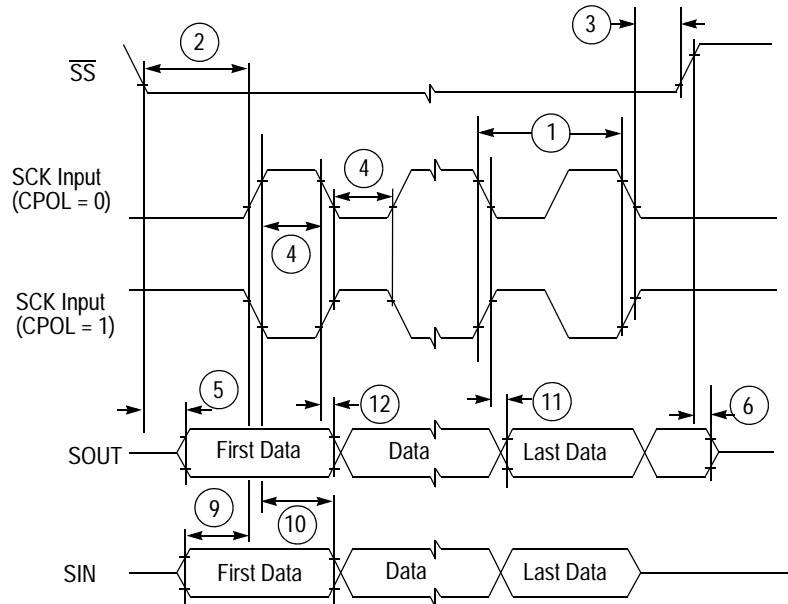 2
3
SS
1
SCK Input
(CPOL = 0)
4
4
SCK Input
(CPOL = 1)
5
12
11
6
SOUT
First Data
Data
Last Data
9
10
SIN
First Data
Data
Last Data